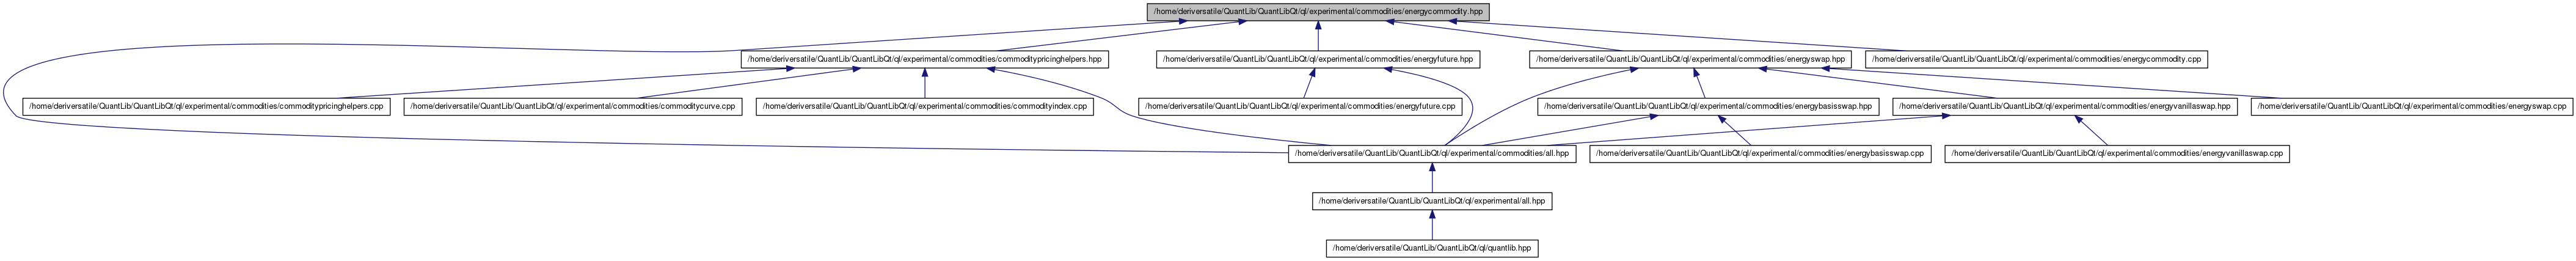 /home/deriversatile/QuantLib/QuantLibQt/ql/experimental/commodities/energycommodity.hpp
/home/deriversatile/QuantLib/QuantLibQt/ql/experimental/commodities/commoditypricinghelpers.hpp
/home/deriversatile/QuantLib/QuantLibQt/ql/experimental/commodities/energyfuture.hpp
/home/deriversatile/QuantLib/QuantLibQt/ql/experimental/commodities/energyswap.hpp
/home/deriversatile/QuantLib/QuantLibQt/ql/experimental/commodities/energycommodity.cpp
/home/deriversatile/QuantLib/QuantLibQt/ql/experimental/commodities/commoditypricinghelpers.cpp
/home/deriversatile/QuantLib/QuantLibQt/ql/experimental/commodities/commoditycurve.cpp
/home/deriversatile/QuantLib/QuantLibQt/ql/experimental/commodities/commodityindex.cpp
/home/deriversatile/QuantLib/QuantLibQt/ql/experimental/commodities/energyfuture.cpp
/home/deriversatile/QuantLib/QuantLibQt/ql/experimental/commodities/energybasisswap.hpp
/home/deriversatile/QuantLib/QuantLibQt/ql/experimental/commodities/energyvanillaswap.hpp
/home/deriversatile/QuantLib/QuantLibQt/ql/experimental/commodities/energyswap.cpp
/home/deriversatile/QuantLib/QuantLibQt/ql/experimental/commodities/all.hpp
/home/deriversatile/QuantLib/QuantLibQt/ql/experimental/commodities/energybasisswap.cpp
/home/deriversatile/QuantLib/QuantLibQt/ql/experimental/commodities/energyvanillaswap.cpp
/home/deriversatile/QuantLib/QuantLibQt/ql/experimental/all.hpp
/home/deriversatile/QuantLib/QuantLibQt/ql/quantlib.hpp